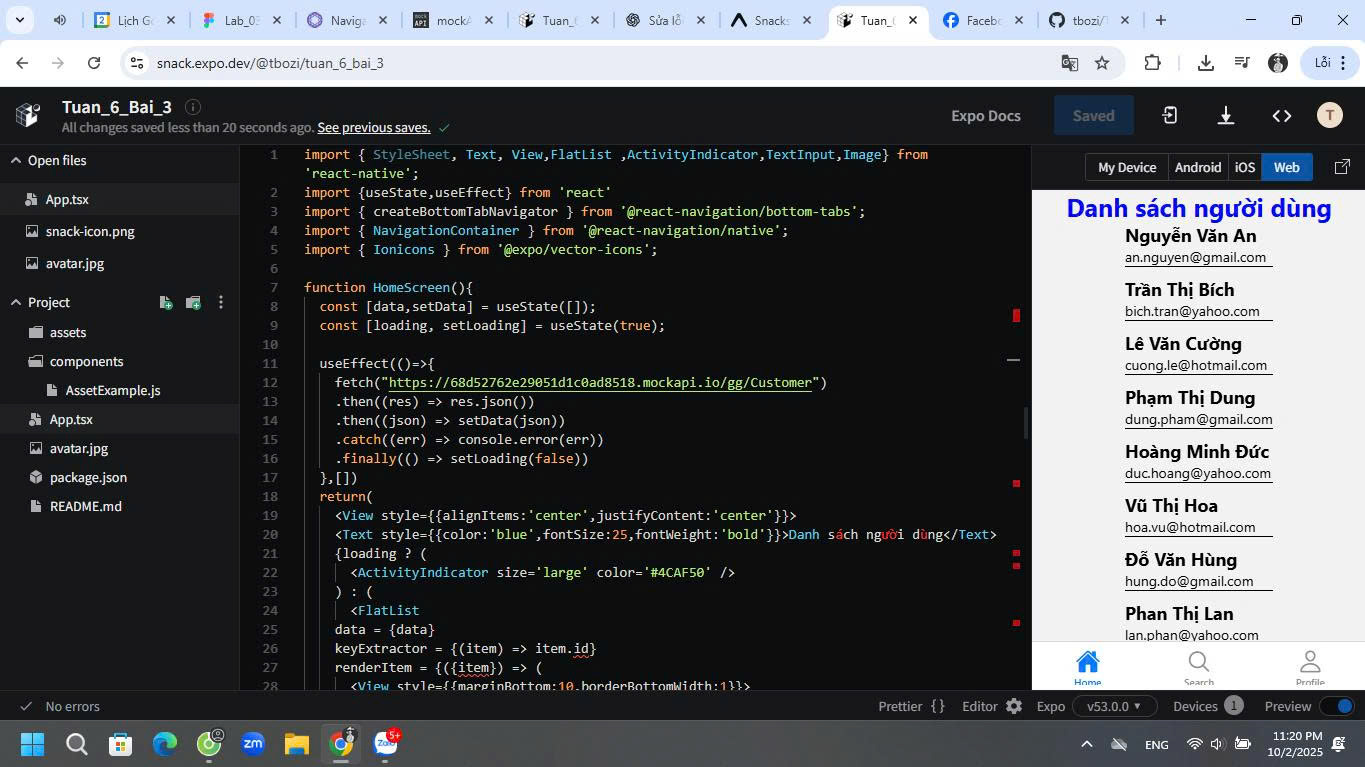 Lịch G
Lab_03
Naviga
mockA
Tuan_6
Sửa lỗ
Snacks
Tuan_6
Facebo
tbozi/T
snack.expo.dev/@tbozi/tuan_6_bai_3
Lỗi
Tuan_6_Bai_3
All changes saved less than 20 seconds ago. See previous saves.
Expo Docs
Saved
T
Open files
App.tsx
snack-icon.png
avatar.jpg
Project
assets
components
AssetExample.js
App.tsx
avatar.jpg
package.json
README.md
1 import { StyleSheet, Text, View,FlatList ,ActivityIndicator,TextInput,Image} from
'react-native';
2 import {useState,useEffect} from 'react'
3 import { createBottomTabNavigator } from '@react-navigation/bottom-tabs';
4 import { NavigationContainer } from '@react-navigation/native';
5 import { Ionicons } from '@expo/vector-icons';
6
7 function HomeScreen(){
8 const [data,setData] = useState([]);
9 const [loading, setLoading] = useState(true);
10
11 useEffect(()=>{
12 fetch("https://68d52762e29051d1c0ad8518.mockapi.io/gg/Customer")
13 .then((res) => res.json())
14 .then((json) => setData(json))
15 .catch((err) => console.error(err))
16 .finally(() => setLoading(false))
17 },[])
18 return(
19 <View style={{alignItems:'center',justifyContent:'center'}}>
20 <Text style={{color:'blue',fontSize:25,fontWeight:'bold'}}>Danh sách người dùng</Text>
21 {loading ? (
22 <ActivityIndicator size='large' color='#4CAF50' />
23 ) : (
24 <FlatList
25 data = {data}
26 keyExtractor = {(item) => item.id}
27 renderItem = {({item}) => (
28 <View style={{marginBottom:10,borderBottomWidth:1}}>
My Device
Android
iOS
Web
Danh sách người dùng
Nguyễn Văn An
an.nguyen@gmail.com
Trần Thị Bích
bich.tran@yahoo.com
Lê Văn Cường
cuong.le@hotmail.com
Phạm Thị Dung
dung.pham@gmail.com
Hoàng Minh Đức
duc.hoang@yahoo.com
Vũ Thị Hoa
hoa.vu@hotmail.com
Đỗ Văn Hùng
hung.do@gmail.com
Phan Thị Lan
lan.phan@yahoo.com
Home
Search
Profile
No errors
Prettier {}
Editor
Expo
v53.0.0
Devices 1
Preview
2
zm
Zalo
5+
ENG
11:20 PM
10/2/2025